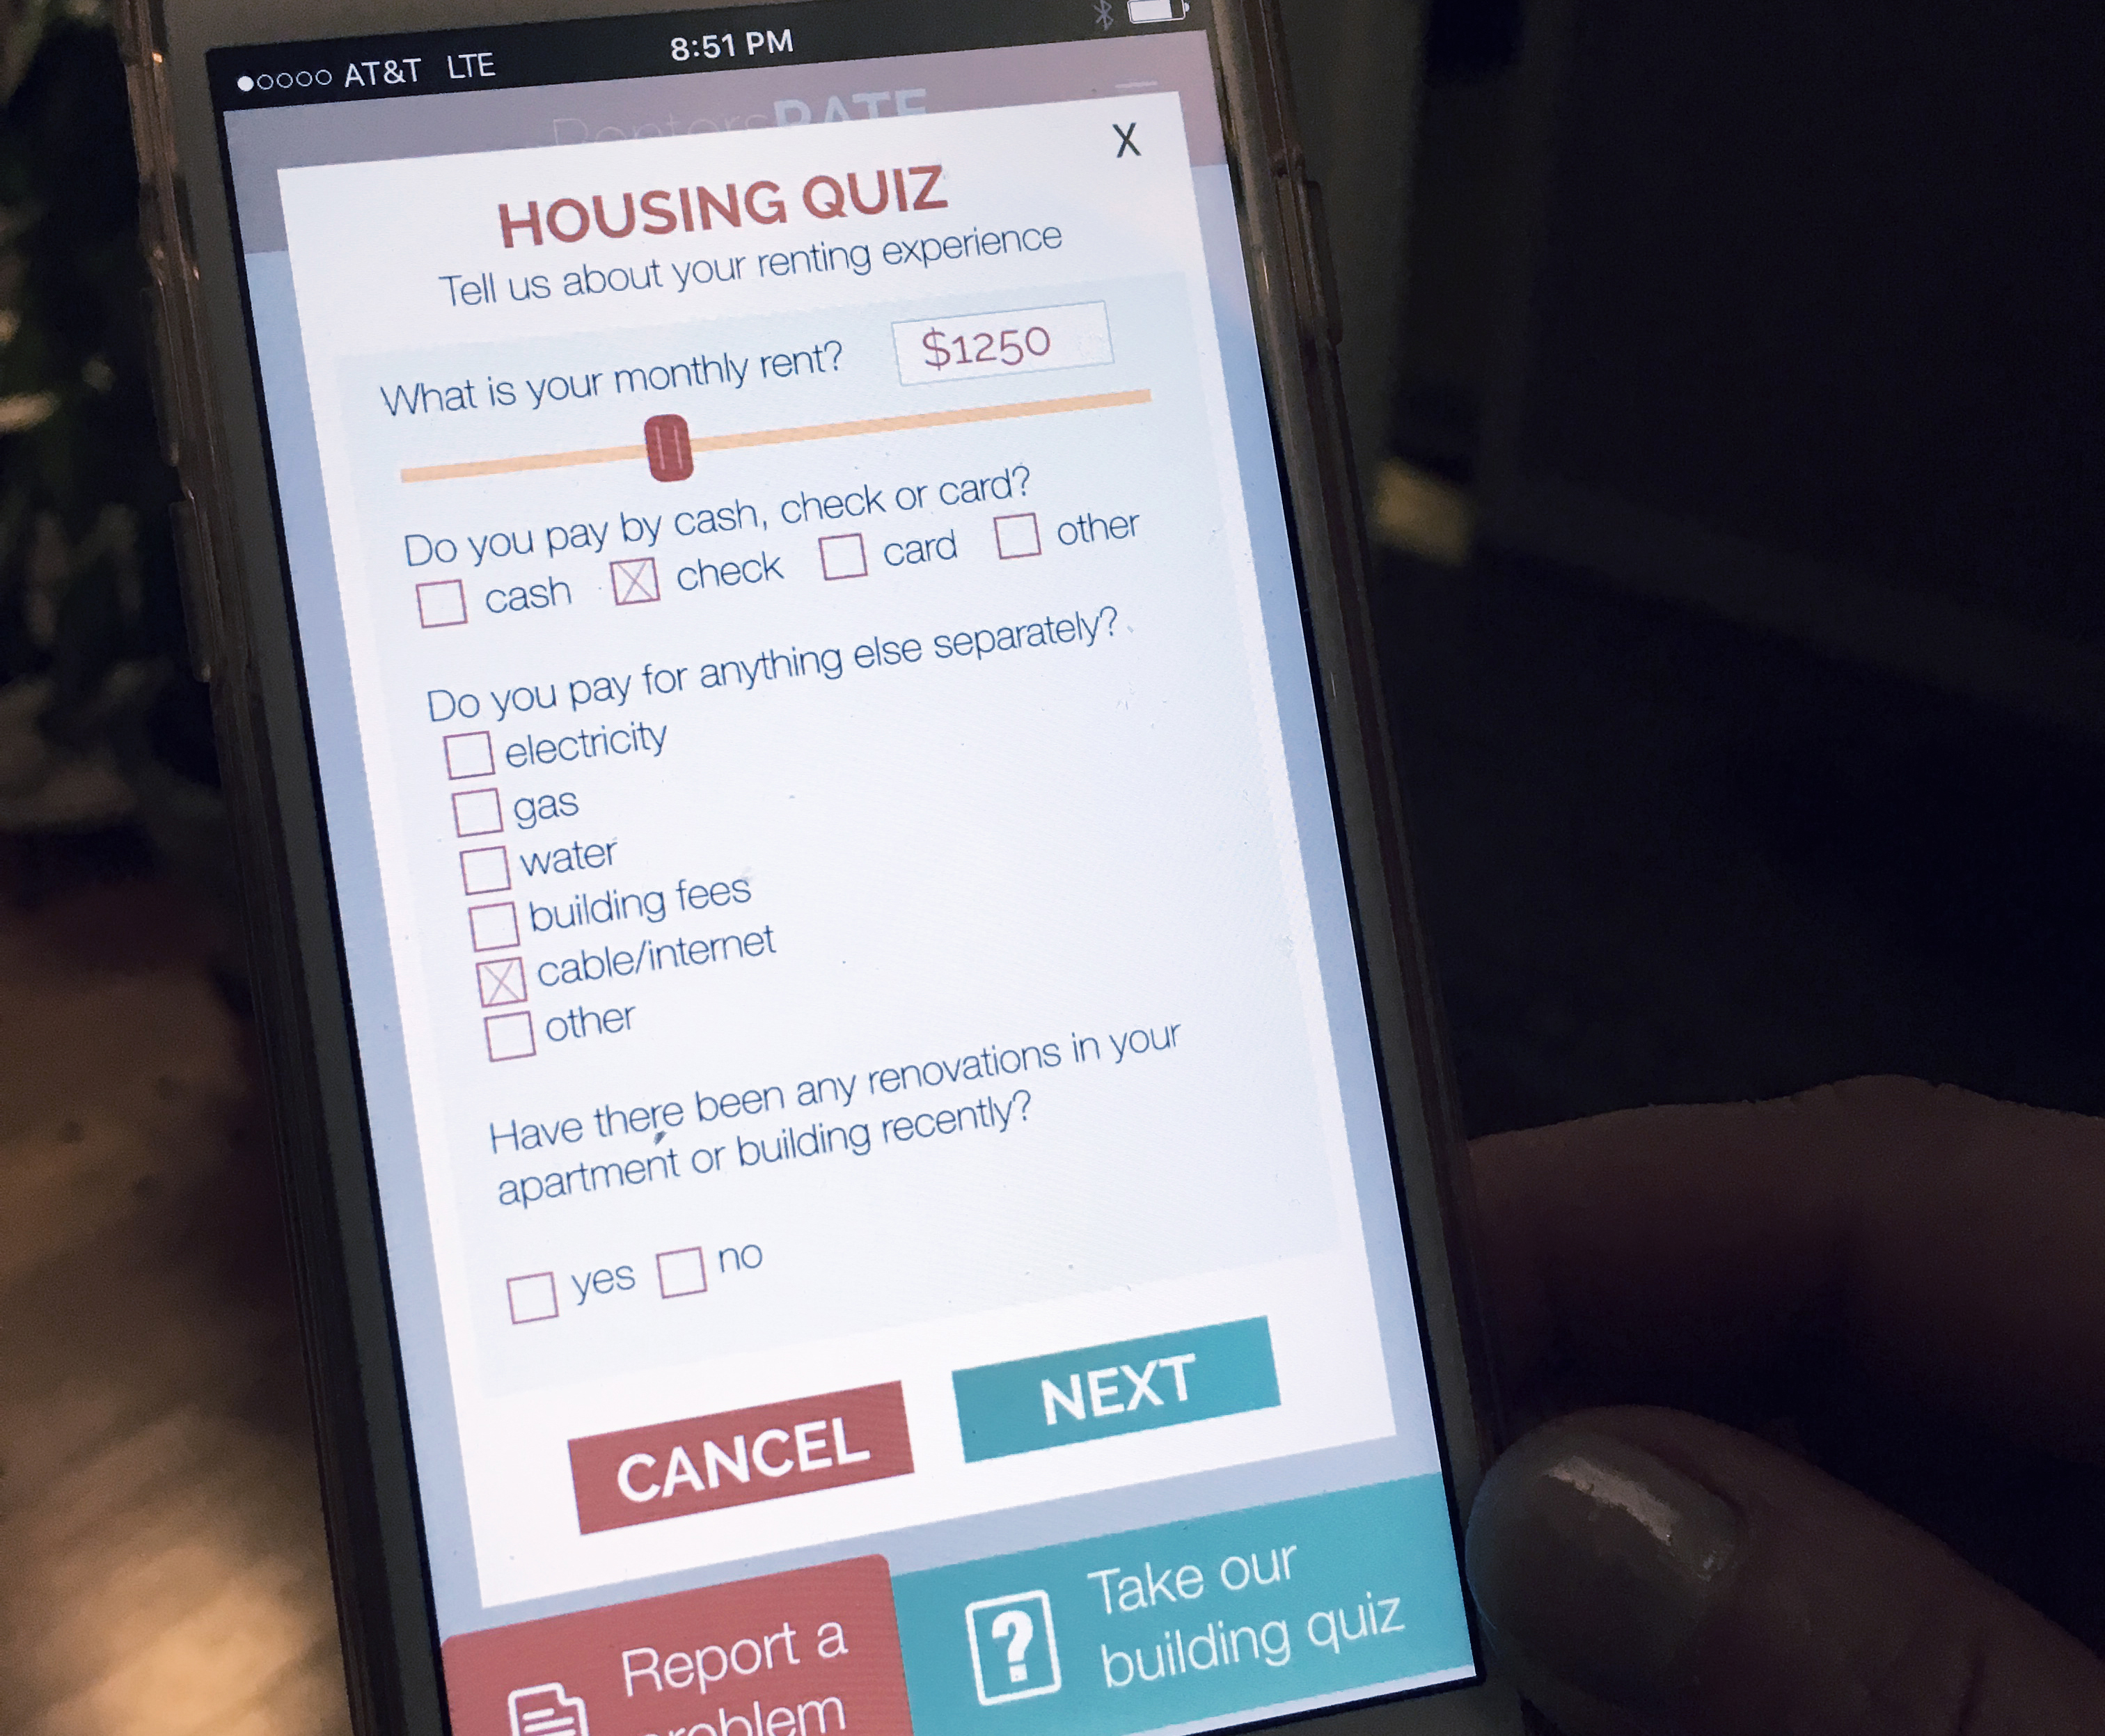 AT&T LTE 8:51 PM
RentersRATE
X
HOUSING QUIZ
Tell us about your renting experience
What is your monthly rent? $1250
Do you pay by cash, check or card?
cash check card other
Do you pay for anything else separately?
electricity
gas
water
building fees
cable/internet
other
Have there been any renovations in your
apartment or building recently?
yes no
CANCEL NEXT
Report a
problem
Take our
building quiz